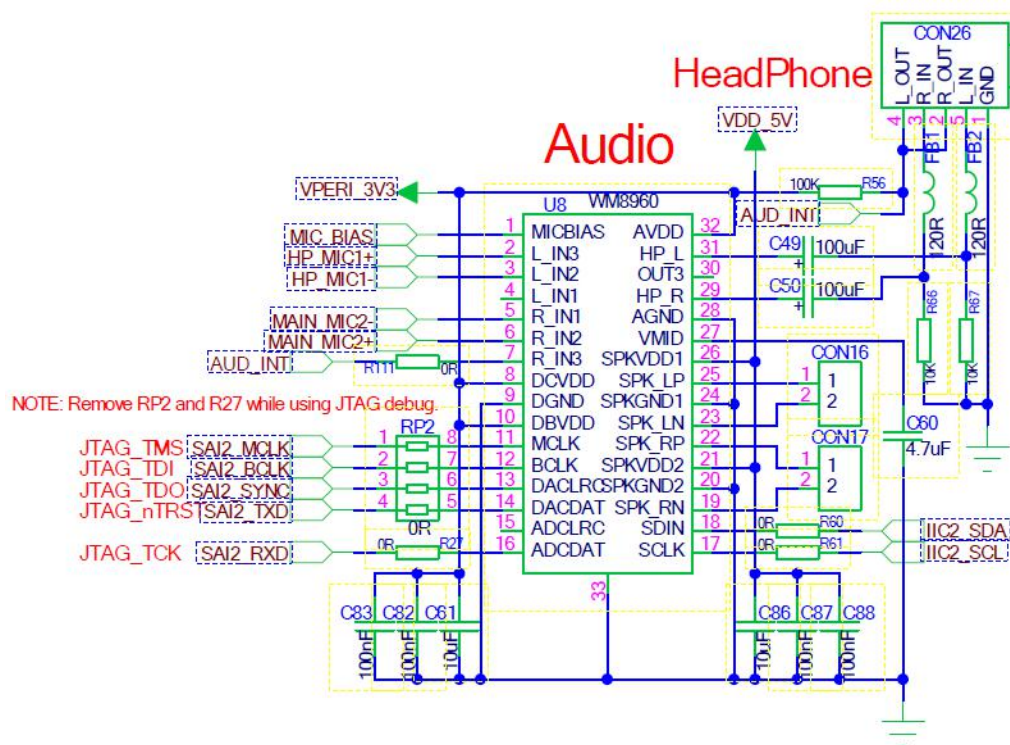 CON26
L_OUT
R_IN
R_OUT
L_IN
GND
4 3 2 5 1
HeadPhone
VDD_5V
FB1
FB2
120R
120R
Audio
VPERI_3V3
100K R56
AUD_INT
U8 WM8960
MIC_BIAS 1 MICBIAS AVDD 32
HP_MIC1+ 2 L_IN3 HP_L 31 C49 100uF
HP_MIC1- 3 L_IN2 OUT3 30
4 L_IN1 HP_R 29 C50 100uF
MAIN_MIC2- 5 R_IN1 AGND 28
MAIN_MIC2+ 6 R_IN2 VMID 27
AUD_INT R111 0R 7 R_IN3 SPKVDD1 26
8 DCVDD SPK_LP 25
9 DGND SPKGND1 24
10 DBVDD SPK_LN 23
11 MCLK SPK_RP 22
12 BCLK SPKVDD2 21
13 DACLRC SPKGND2 20
14 DACDAT SPK_RN 19
15 ADCLRC SDIN 18
16 ADCDAT SCLK 17
33
R66
R67
10K
10K
CON16
1 1
2 2
CON17
1 1
2 2
C60
4.7uF
NOTE: Remove RP2 and R27 while using JTAG debug.
RP2
JTAG_TMS SAI2_MCLK 1 8
JTAG_TDI SAI2_BCLK 2 7
JTAG_TDO SAI2_SYNC 3 6
JTAG_nTRST SAI2_TXD 4 5
0R
JTAG_TCK SAI2_RXD 0R R27
0R R60 IIC2_SDA
0R R61 IIC2_SCL
C83 C82 C61
100nF 100nF 10uF
C86 C87 C88
10uF 100nF 100nF